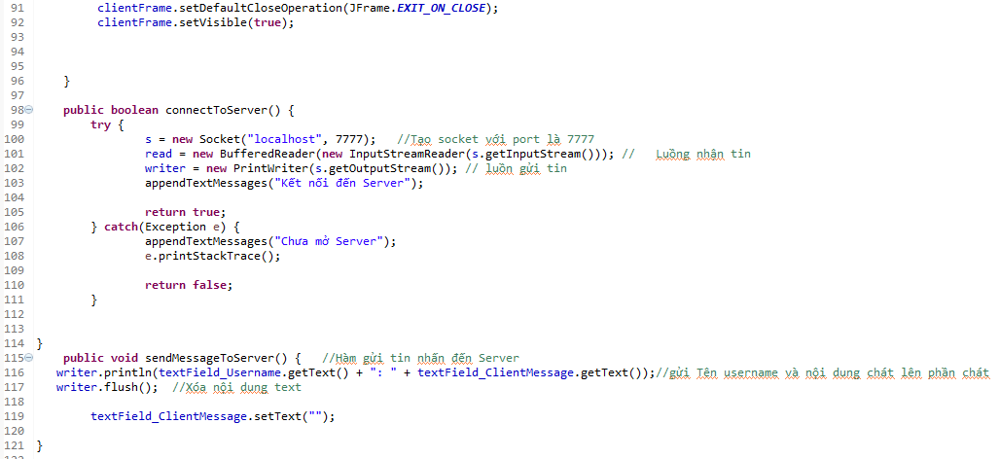 91 clientFrame.setDefaultCloseOperation(JFrame.EXIT_ON_CLOSE);
92 clientFrame.setVisible(true);
93
94
95
96 }
97
98 public boolean connectToServer() {
99 try {
100 s = new Socket("localhost", 7777); //Tạo socket với port là 7777
101 read = new BufferedReader(new InputStreamReader(s.getInputStream())); // Luồng nhận tin
102 writer = new PrintWriter(s.getOutputStream()); // luồn gửi tin
103 appendTextMessages("Kết nối đến Server");
104
105 return true;
106 } catch(Exception e) {
107 appendTextMessages("Chưa mở Server");
108 e.printStackTrace();
109
110 return false;
111 }
112
113
114 }
115 public void sendMessageToServer() { //Hàm gửi tin nhấn đến Server
116 writer.println(textField_Username.getText() + ": " + textField_ClientMessage.getText());//gửi Tên username và nội dung chát lên phần chát
117 writer.flush(); //Xóa nội dung text
118
119 textField_ClientMessage.setText("");
120
121 }